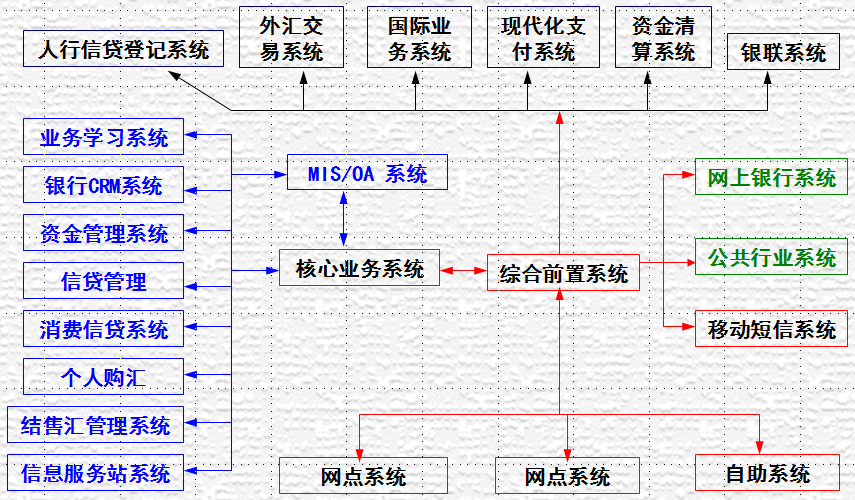 人行信贷登记系统
外汇交
易系统
国际业
务系统
现代化支
付系统
资金清
算系统
银联系统
业务学习系统
银行CRM系统
资金管理系统
信贷管理
消费信贷系统
个人购汇
结售汇管理系统
信息服务站系统
MIS/OA 系统
核心业务系统
综合前置系统
网上银行系统
公共行业系统
移动短信系统
网点系统
网点系统
自助系统